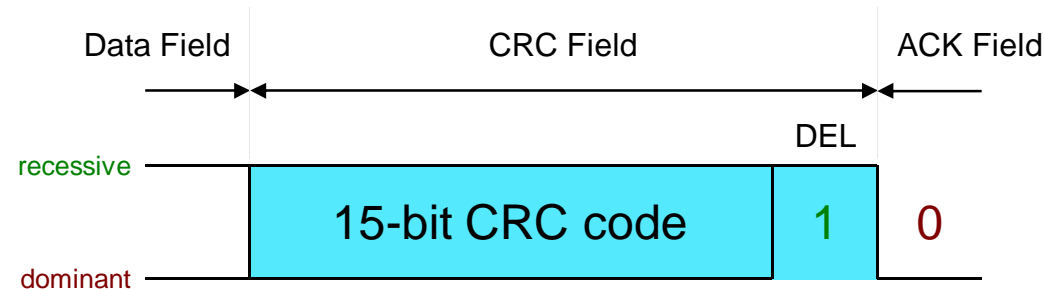 Data Field CRC Field ACK Field
DEL
recessive
15-bit CRC code 1 0
dominant